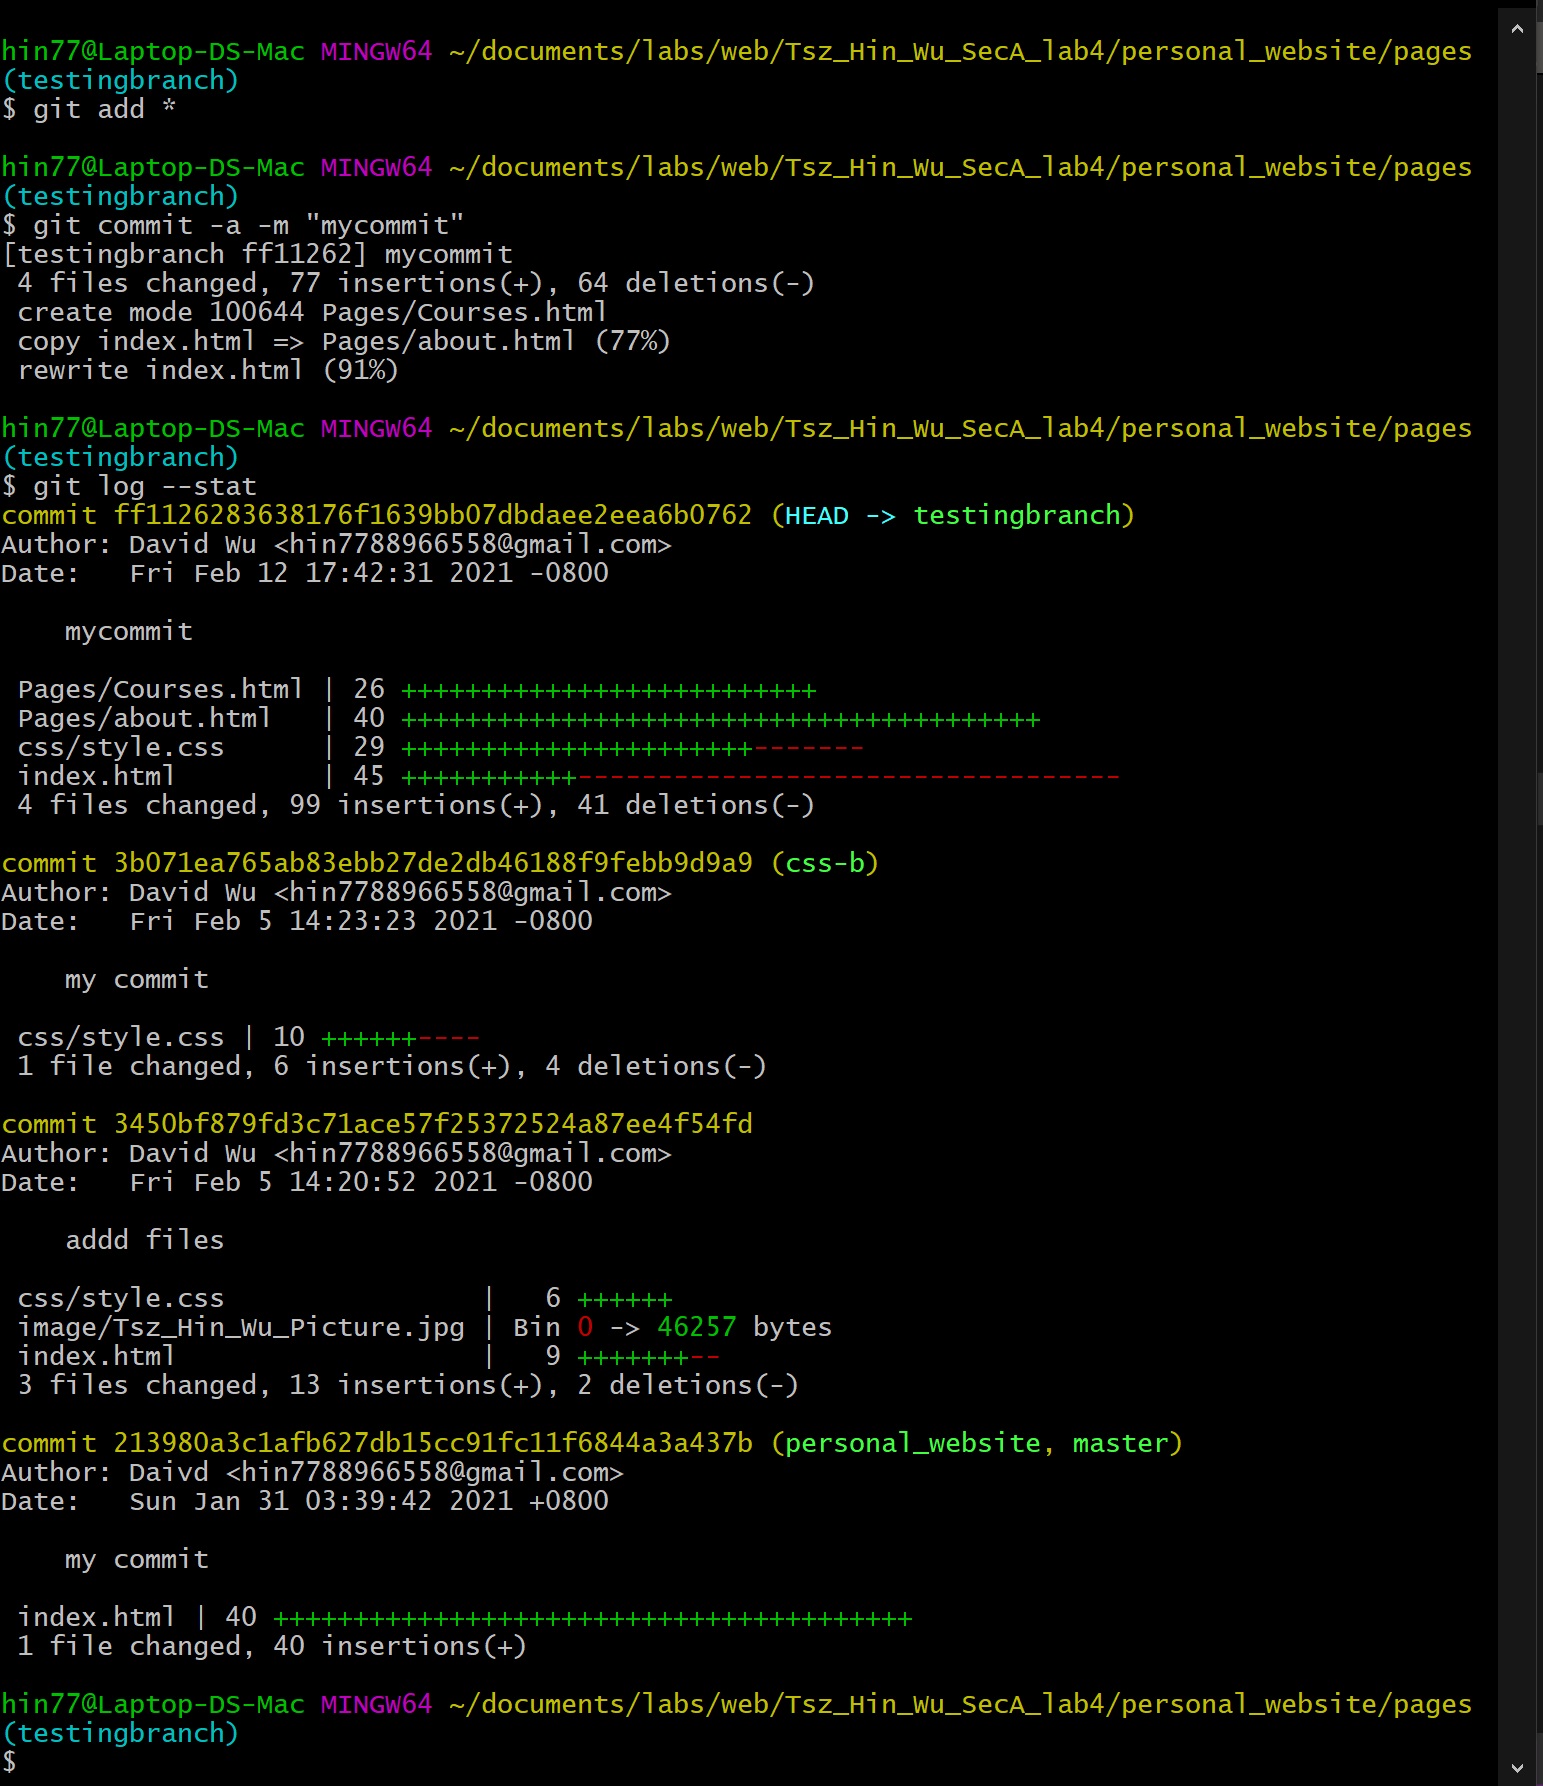 hin77@Laptop-DS-Mac MINGW64 ~/documents/labs/web/Tsz_Hin_Wu_SecA_lab4/personal_website/pages
(testingbranch)
$ git add *
hin77@Laptop-DS-Mac MINGW64 ~/documents/labs/web/Tsz_Hin_Wu_SecA_lab4/personal_website/pages
(testingbranch)
$ git commit -a -m "mycommit"
[testingbranch ff11262] mycommit
 4 files changed, 77 insertions(+), 64 deletions(-)
 create mode 100644 Pages/Courses.html
 copy index.html => Pages/about.html (77%)
 rewrite index.html (91%)
hin77@Laptop-DS-Mac MINGW64 ~/documents/labs/web/Tsz_Hin_Wu_SecA_lab4/personal_website/pages
(testingbranch)
$ git log --stat
commit ff1126283638176f1639bb07dbdaee2eea6b0762 (HEAD -> testingbranch)
Author: David Wu <hin7788966558@gmail.com>
Date:   Fri Feb 12 17:42:31 2021 -0800
    mycommit
 Pages/Courses.html | 26 ++++++++++++++++++++++++++
 Pages/about.html   | 40 ++++++++++++++++++++++++++++++++++++++++
 css/style.css      | 29 ++++++++++++++++++++++-------
 index.html         | 45 +++++++++++----------------------------------
 4 files changed, 99 insertions(+), 41 deletions(-)
commit 3b071ea765ab83ebb27de2db46188f9febb9d9a9 (css-b)
Author: David Wu <hin7788966558@gmail.com>
Date:   Fri Feb 5 14:23:23 2021 -0800
    my commit
 css/style.css | 10 ++++++----
 1 file changed, 6 insertions(+), 4 deletions(-)
commit 3450bf879fd3c71ace57f25372524a87ee4f54fd
Author: David Wu <hin7788966558@gmail.com>
Date:   Fri Feb 5 14:20:52 2021 -0800
    addd files
 css/style.css                |   6 ++++++
 image/Tsz_Hin_Wu_Picture.jpg | Bin 0 -> 46257 bytes
 index.html                   |   9 +++++++--
 3 files changed, 13 insertions(+), 2 deletions(-)
commit 213980a3c1afb627db15cc91fc11f6844a3a437b (personal_website, master)
Author: Daivd <hin7788966558@gmail.com>
Date:   Sun Jan 31 03:39:42 2021 +0800
    my commit
 index.html | 40 ++++++++++++++++++++++++++++++++++++++++
 1 file changed, 40 insertions(+)
hin77@Laptop-DS-Mac MINGW64 ~/documents/labs/web/Tsz_Hin_Wu_SecA_lab4/personal_website/pages
(testingbranch)
$